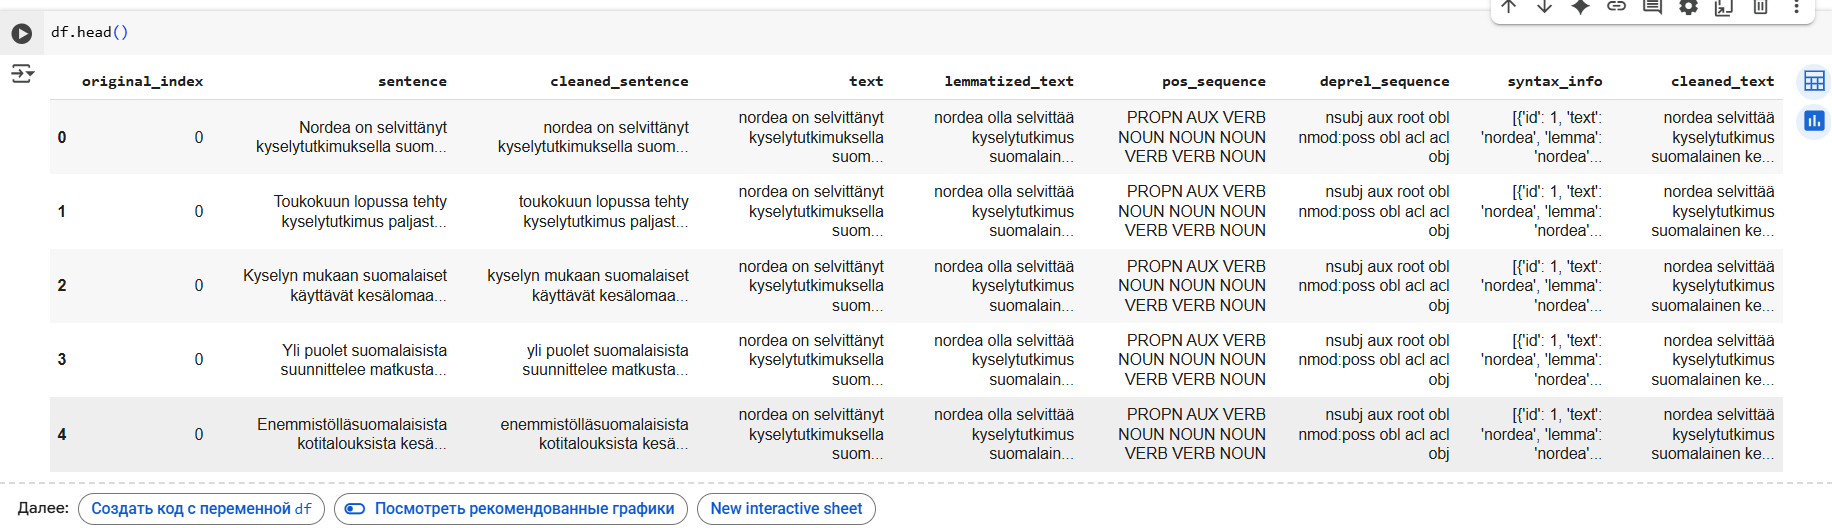 df.head()
original_index sentence cleaned_sentence text lemmatized_text pos_sequence deprel_sequence syntax_info cleaned_text
0 0 Nordea on selvittänyt kyselytutkimuksella suom... nordea on selvittänyt kyselytutkimuksella suom... nordea on selvittänyt kyselytutkimuksella suom... nordea olla selvittää kyselytutkimus suomalain... PROPN AUX VERB NOUN NOUN NOUN VERB VERB NOUN nsubj aux root obl nmod:poss obl acl acl obj [{'id': 1, 'text': 'nordea', 'lemma': 'nordea'... nordea selvittää kyselytutkimus suomalainen ke...
1 0 Toukokuun lopussa tehty kyselytutkimus paljast... toukokuun lopussa tehty kyselytutkimus paljast... nordea on selvittänyt kyselytutkimuksella suom... nordea olla selvittää kyselytutkimus suomalain... PROPN AUX VERB NOUN NOUN NOUN VERB VERB NOUN nsubj aux root obl nmod:poss obl acl acl obj [{'id': 1, 'text': 'nordea', 'lemma': 'nordea'... nordea selvittää kyselytutkimus suomalainen ke...
2 0 Kyselyn mukaan suomalaiset käyttävät kesälomaa... kyselyn mukaan suomalaiset käyttävät kesälomaa... nordea on selvittänyt kyselytutkimuksella suom... nordea olla selvittää kyselytutkimus suomalain... PROPN AUX VERB NOUN NOUN NOUN VERB VERB NOUN nsubj aux root obl nmod:poss obl acl acl obj [{'id': 1, 'text': 'nordea', 'lemma': 'nordea'... nordea selvittää kyselytutkimus suomalainen ke...
3 0 Yli puolet suomalaisista suunnittelee matkusta... yli puolet suomalaisista suunnittelee matkusta... nordea on selvittänyt kyselytutkimuksella suom... nordea olla selvittää kyselytutkimus suomalain... PROPN AUX VERB NOUN NOUN NOUN VERB VERB NOUN nsubj aux root obl nmod:poss obl acl acl obj [{'id': 1, 'text': 'nordea', 'lemma': 'nordea'... nordea selvittää kyselytutkimus suomalainen ke...
4 0 Enemmistölläsuomalaisista kotitalouksista kesä... enemmistölläsuomalaisista kotitalouksista kesä... nordea on selvittänyt kyselytutkimuksella suom... nordea olla selvittää kyselytutkimus suomalain... PROPN AUX VERB NOUN NOUN NOUN VERB VERB NOUN nsubj aux root obl nmod:poss obl acl acl obj [{'id': 1, 'text': 'nordea', 'lemma': 'nordea'... nordea selvittää kyselytutkimus suomalainen ke...
Далее: Создать код с переменной df Посмотреть рекомендованные графики New interactive sheet